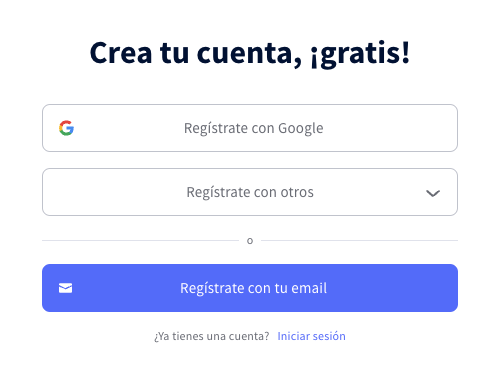 Crea tu cuenta, ¡gratis!
Regístrate con Google
Regístrate con otros
o
Regístrate con tu email
¿Ya tienes una cuenta? Iniciar sesión